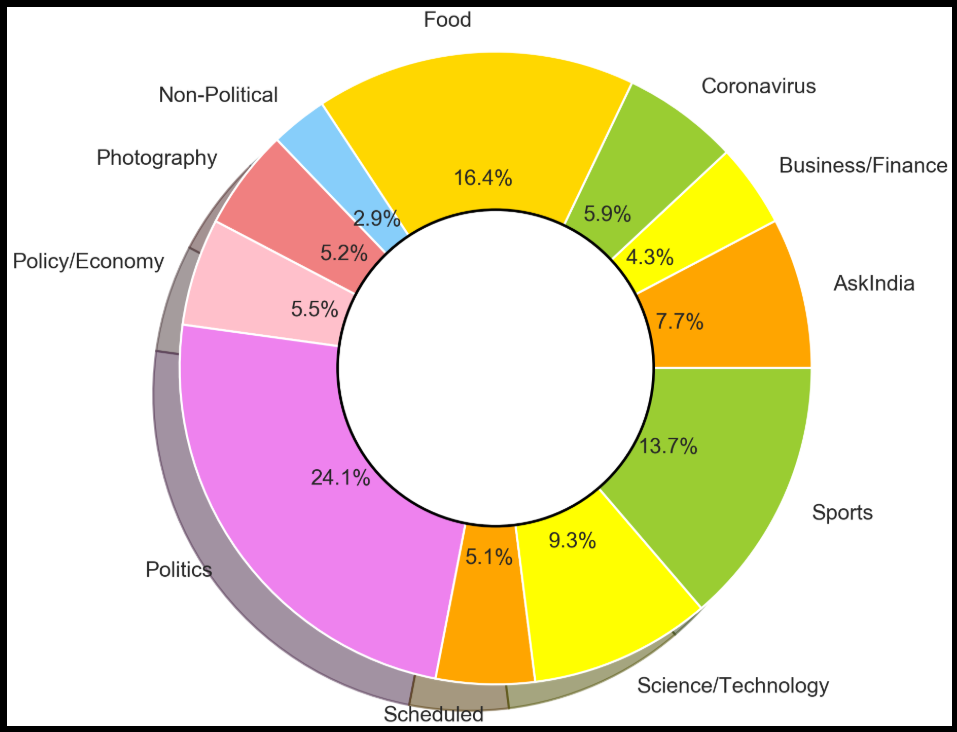 Food
Non-Political
Coronavirus
Photography
Business/Finance
16.4%
5.9%
2.9%
5.2%
4.3%
Policy/Economy
AskIndia
5.5%
7.7%
13.7%
24.1%
Sports
9.3%
5.1%
Politics
Science/Technology
Scheduled